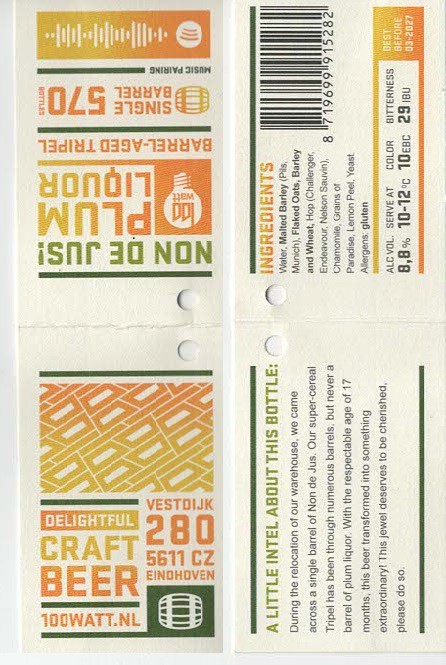 NON DE JUS!
100
watt
PLUM
LIQUOR
BARREL-AGED TRIPEL
SINGLE
BARREL
570
BOTTLES
MUSIC PAIRING
DELIGHTFUL
CRAFT
BEER
100WATT.NL
VESTDIJK
280
5611 CZ
EINDHOVEN
INGREDIENTS
Water, Malted Barley (Pils,
Munich), Flaked Oats, Barley
and Wheat, Hop (Challenger,
Endeavour, Nelson Sauvin),
Chamomile, Grains of
Paradise, Lemon Peel, Yeast.
Allergens: gluten
8 719699 915282
ALC VOL.
8,8 %
SERVE AT
10-12 °C
COLOR
10 EBC
BITTERNESS
29 IBU
BEST
BEFORE
03-2027
A LITTLE INTEL ABOUT THIS BOTTLE:
During the relocation of our warehouse, we came
across a single barrel of Non de Jus. Our super-cereal
Tripel has been through numerous barrels, but never a
barrel of plum liquor. With the respectable age of 17
months, this beer transformed into something
extraordinary! This jewel deserves to be cherished,
please do so.